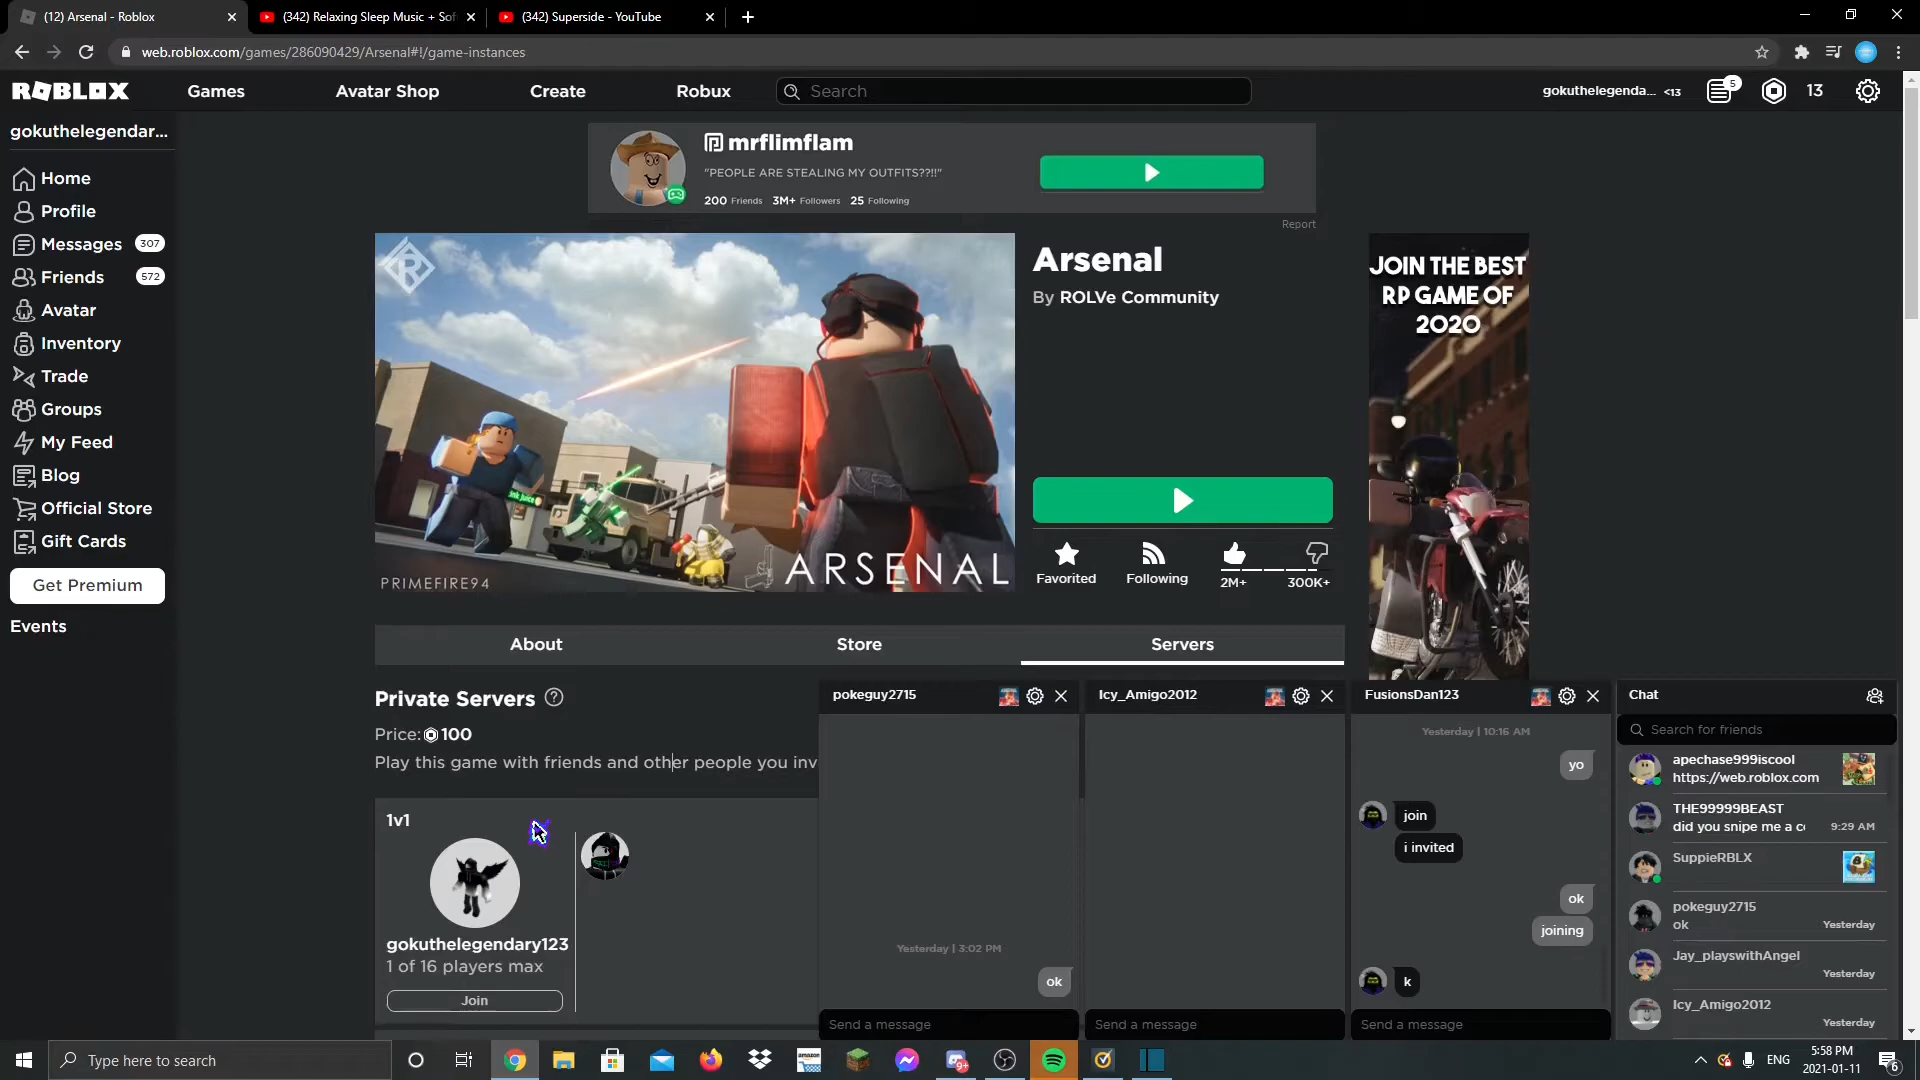 (12) Arsenal - Roblox
(342) Relaxing Sleep Music + Sof
(342) Superside - YouTube
web.roblox.com/games/286090429/Arsenal#!/game-instances
ROBLOX
Games
Avatar Shop
Create
Robux
Search
gokuthelegenda... <13
5
13
gokuthelegendar...
Home
Profile
Messages 307
Friends 572
Avatar
Inventory
Trade
Groups
My Feed
Blog
Official Store
Gift Cards
Get Premium
Events
mrflimflam
"PEOPLE ARE STEALING MY OUTFITS??!!"
200 Friends 3M+ Followers 25 Following
Report
PRIMEFIRE94
ARSENAL
Arsenal
By ROLVe Community
Favorited
Following
2M+
300K+
JOIN THE BEST
RP GAME OF
2020
About
Store
Servers
Private Servers
Price: 100
Play this game with friends and other people you inv
1v1
gokuthelegendary123
1 of 16 players max
Join
pokeguy2715
Yesterday | 3:02 PM
ok
Send a message
Icy_Amigo2012
Send a message
FusionsDan123
Yesterday | 10:16 AM
yo
join
i invited
ok
joining
k
Send a message
Chat
Search for friends
apechase999iscool
https://web.roblox.com
THE99999BEAST
did you snipe me a co 9:29 AM
SuppieRBLX
pokeguy2715
ok Yesterday
Jay_playswithAngel
Yesterday
Icy_Amigo2012
Yesterday
Type here to search
amazon
9+
ENG
5:58 PM
2021-01-11
6